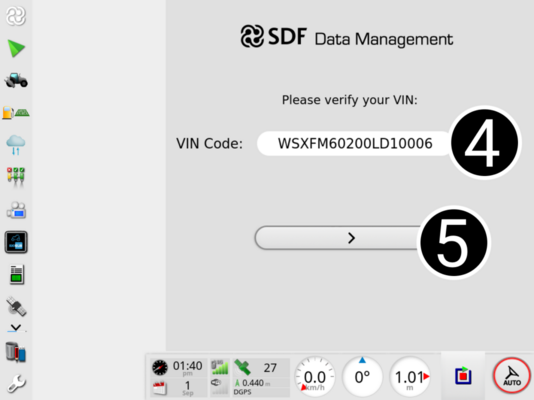 SDF Data Management
Please verify your VIN:
VIN Code: WSXFM60200LD10006 4
> 5
01:40 pm
1 Sep
27
0.440 m
DGPS
0.0 km/h
0°
1.01 m
AUTO